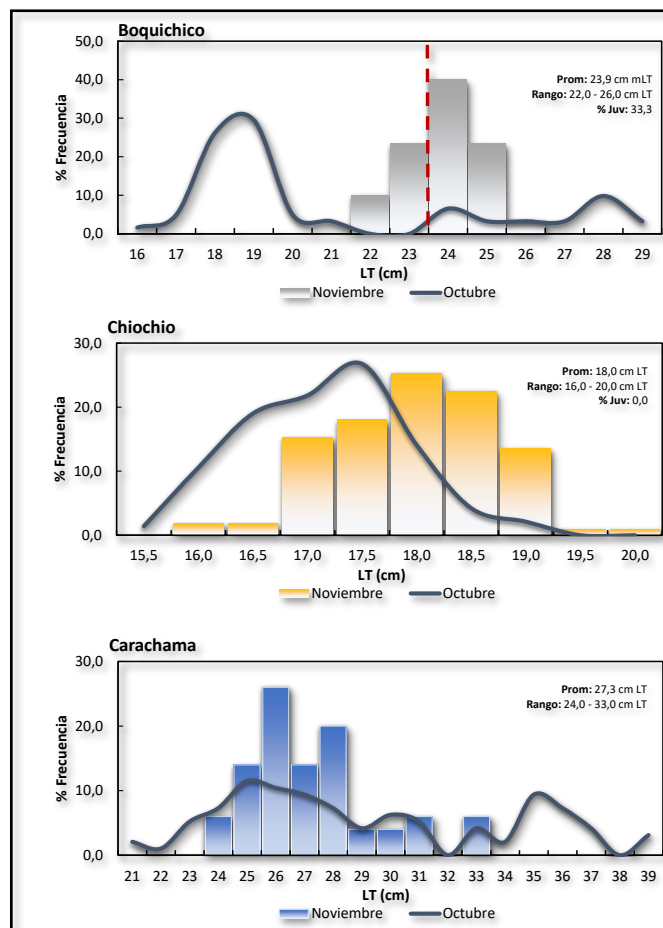 Boquichico
50,0
40,0
30,0
20,0
10,0
0,0
% Frecuencia
Prom: 23,9 cm mLT
Rango: 22,0 - 26,0 cm LT
% Juv: 33,3
16 17 18 19 20 21 22 23 24 25 26 27 28 29
LT (cm)
Noviembre Octubre
Chiochio
30,0
20,0
10,0
0,0
% Frecuencia
Prom: 18,0 cm LT
Rango: 16,0 - 20,0 cm LT
% Juv: 0,0
15,5 16,0 16,5 17,0 17,5 18,0 18,5 19,0 19,5 20,0
LT (cm)
Noviembre Octubre
Carachama
40,0
30,0
20,0
10,0
0,0
% Frecuencia
Prom: 27,3 cm LT
Rango: 24,0 - 33,0 cm LT
21 22 23 24 25 26 27 28 29 30 31 32 33 34 35 36 37 38 39
LT (cm)
Noviembre Octubre